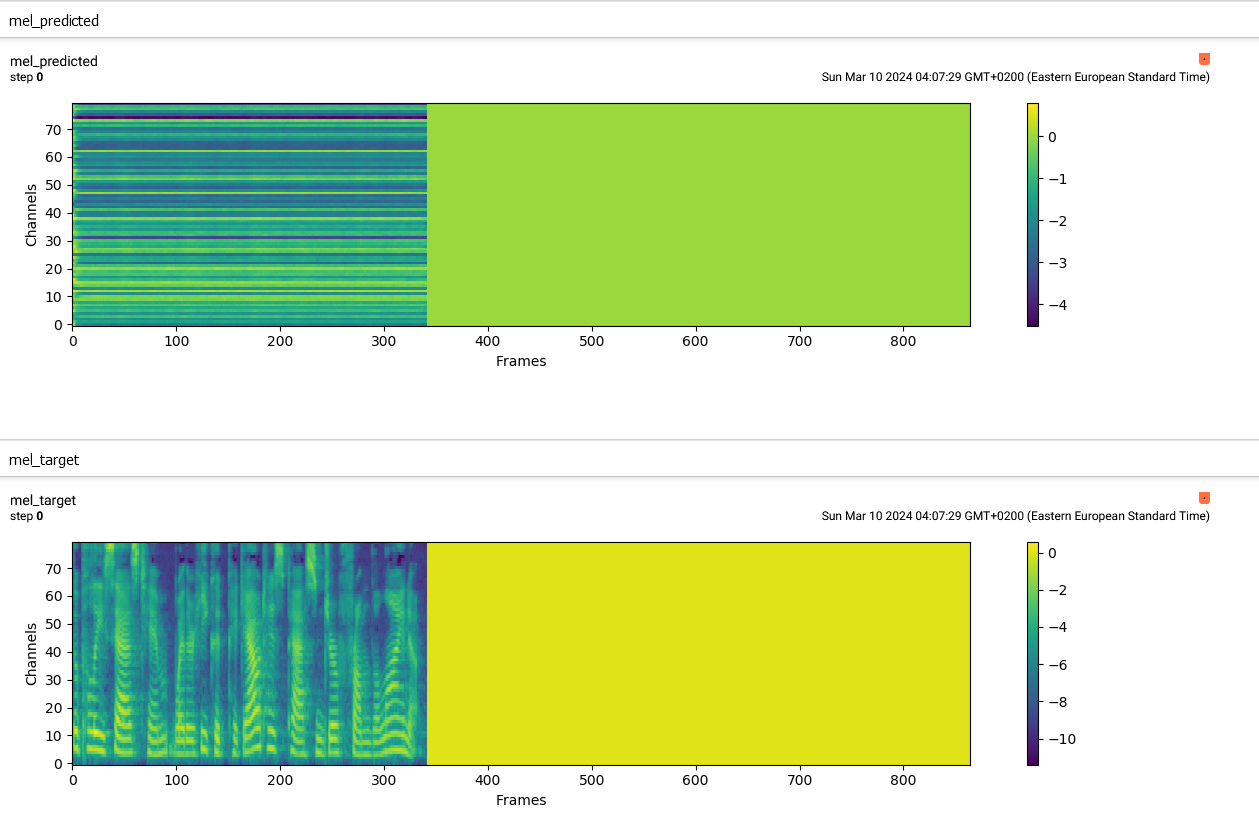 mel_predicted
mel_predicted
step 0
Sun Mar 10 2024 04:07:29 GMT+0200 (Eastern European Standard Time)
70
60
50
40
30
20
10
0
Channels
0 100 200 300 400 500 600 700 800
Frames
0
−1
−2
−3
−4
mel_target
mel_target
step 0
Sun Mar 10 2024 04:07:29 GMT+0200 (Eastern European Standard Time)
70
60
50
40
30
20
10
0
Channels
0 100 200 300 400 500 600 700 800
Frames
0
−2
−4
−6
−8
−10